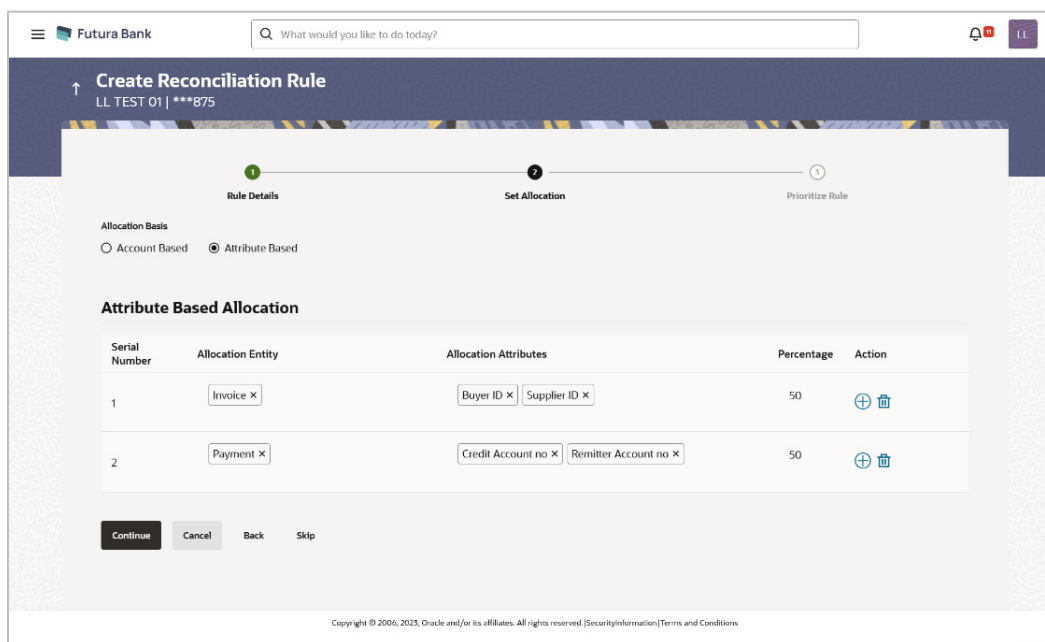 Futura Bank
What would you like to do today?
11
LL
Create Reconciliation Rule
LL TEST 01 | ***875
1
2
3
Rule Details
Set Allocation
Prioritize Rule
Allocation Basis
Account Based
Attribute Based
Attribute Based Allocation
Serial Number
Allocation Entity
Allocation Attributes
Percentage
Action
1
Invoice ×
Buyer ID ×
Supplier ID ×
50
2
Payment ×
Credit Account no ×
Remitter Account no ×
50
Continue
Cancel
Back
Skip
Copyright © 2006, 2023, Oracle and/or its affiliates. All rights reserved.|SecurityInformation|Terms and Conditions